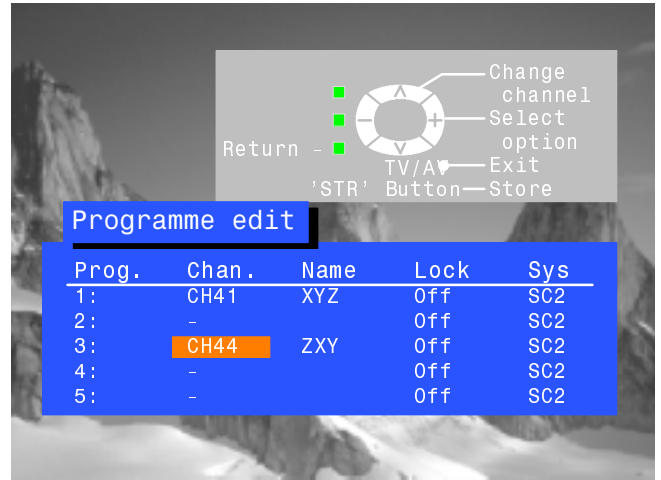 Change
channel
Select
option
Return -
TV/AV
Exit
'STR' Button
Store
Programme edit
Prog. Chan. Name Lock Sys
1: CH41 XYZ Off SC2
2: - Off SC2
3: CH44 ZXY Off SC2
4: - Off SC2
5: - Off SC2